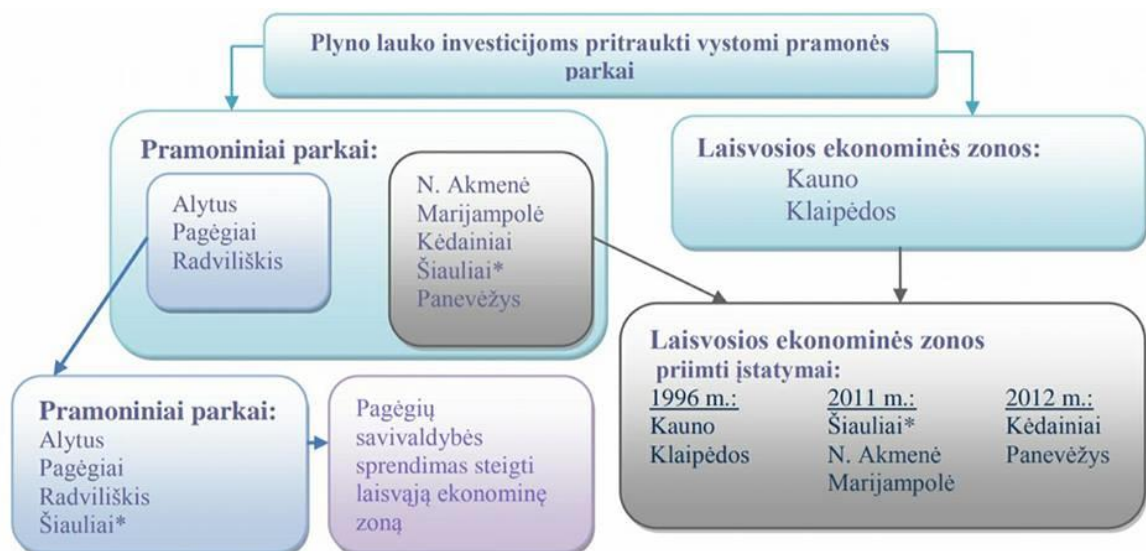 Plyno lauko investicijoms pritraukti vystomi pramonės
parkai
Pramoniniai parkai:
Alytus
Pagėgiai
Radviliškis
N. Akmenė
Marijampolė
Kėdainiai
Šiauliai*
Panevėžys
Laisvosios ekonominės zonos:
Kauno
Klaipėdos
Pramoniniai parkai:
Alytus
Pagėgiai
Radviliškis
Šiauliai*
Pagėgių
savivaldybės
sprendimas steigti
laisvąją ekonominę
zoną
Laisvosios ekonominės zonos
priimti įstatymai:
1996 m.:
Kauno
Klaipėdos
2011 m.:
Šiauliai*
N. Akmenė
Marijampolė
2012 m.:
Kėdainiai
Panevėžys